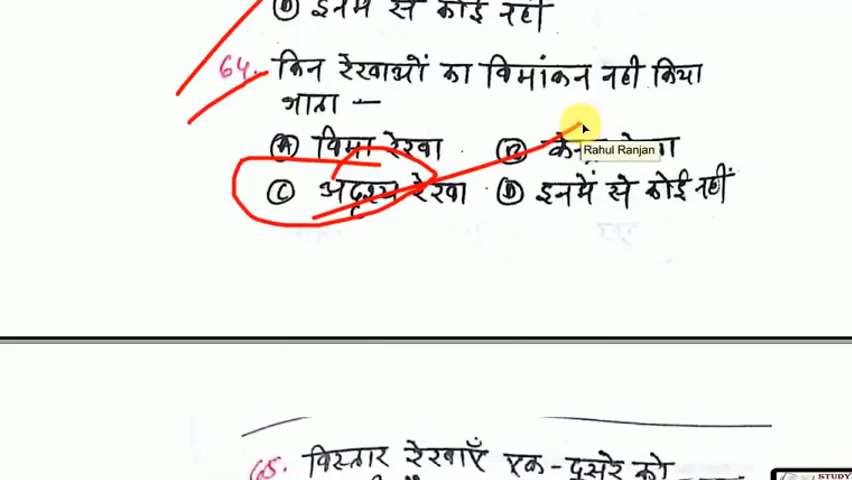 (D) इनमें से कोई नहीं
64. किन रेखाओं का विमांकन नहीं किया
जाता —
(A) विमा रेखा (B)
Rahul Ranjan
(C) अदृश्य रेखा (D) इनमें से कोई नहीं
65. विस्तार रेखाएँ एक-दूसरे को
STUDY